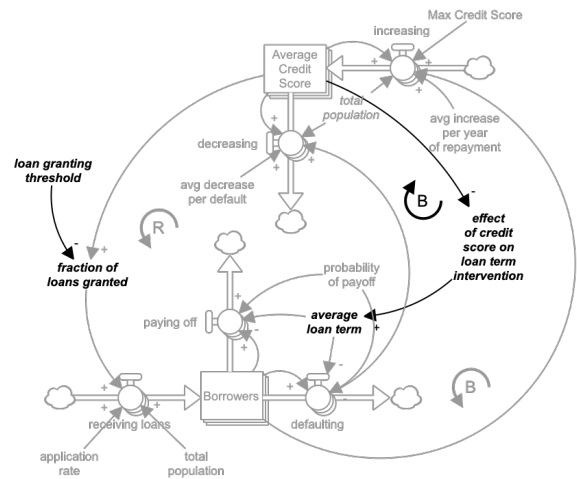 Max Credit Score
increasing
Average
Credit
Score
+
+
+
+
total
population
avg increase
per year
of repayment
decreasing
+
-
+
+
avg decrease
per default
loan granting
threshold
-
+
fraction of
loans granted
R
B
-
effect
of credit
score on
loan term
intervention
probability
of payoff
+
paying off
-
+
average
loan term
+
-
+
-
B
+
+
+
Borrowers
receiving loans
defaulting
application
rate
total
population